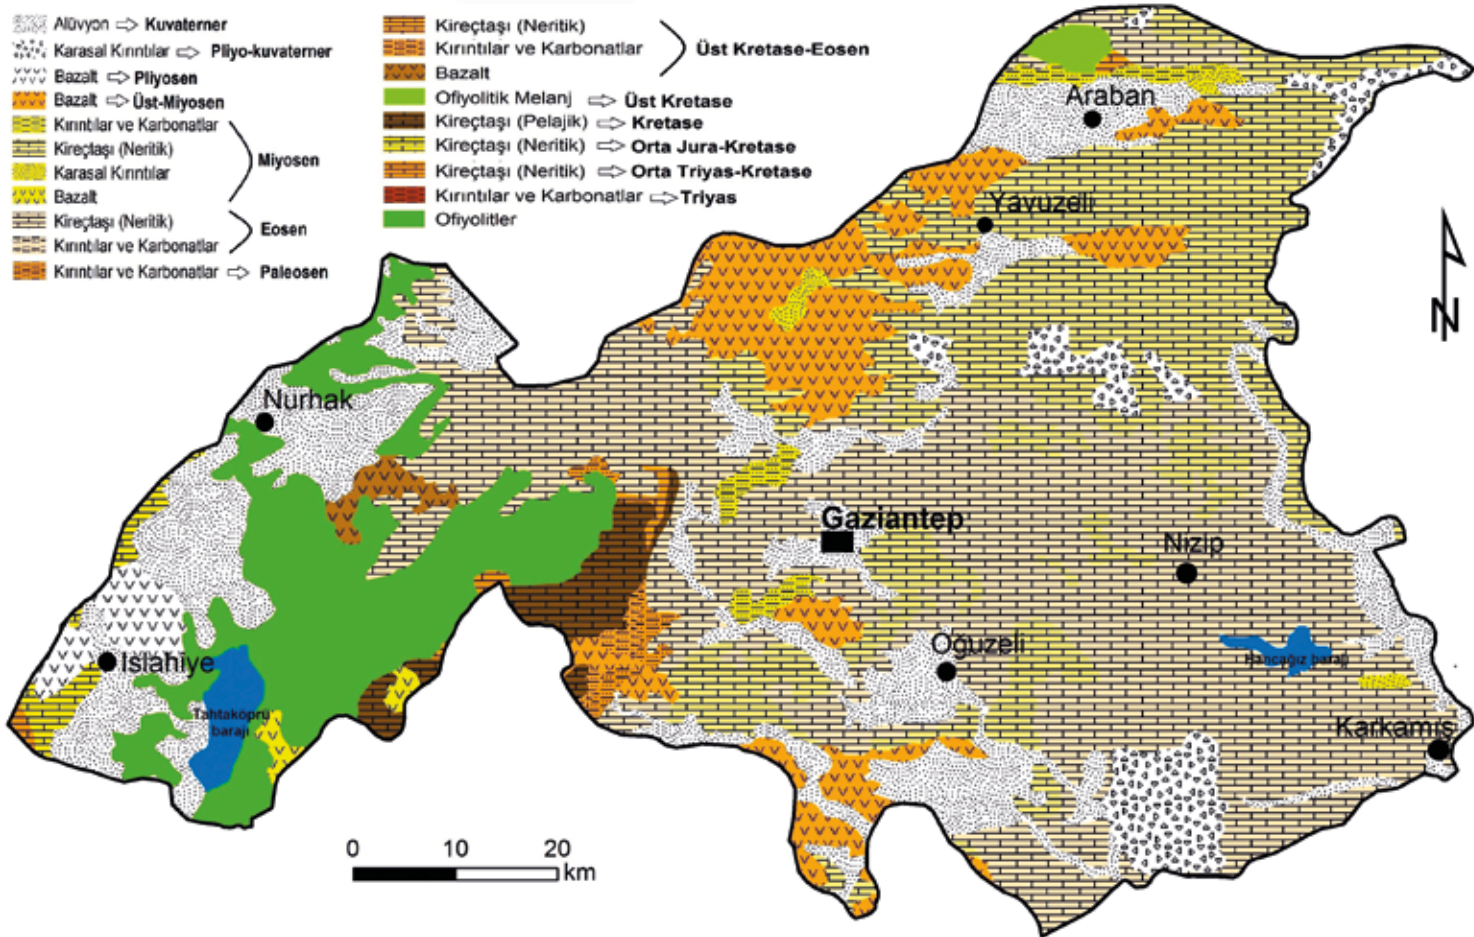 Alüvyon ⇨ Kuvaterner
Karasal Kırıntılar ⇨ Pliyo-kuvaterner
Bazalt ⇨ Pliyosen
Bazalt ⇨ Üst-Miyosen
Kırıntılar ve Karbonatlar
Kireçtaşı (Neritik)
Karasal Kırıntılar
Bazalt
Miyosen
Kireçtaşı (Neritik)
Kırıntılar ve Karbonatlar
Eosen
Kırıntılar ve Karbonatlar ⇨ Paleosen
Kireçtaşı (Neritik)
Kırıntılar ve Karbonatlar
Bazalt
Üst Kretase-Eosen
Ofiyolitik Melanj ⇨ Üst Kretase
Kireçtaşı (Pelajik) ⇨ Kretase
Kireçtaşı (Neritik) ⇨ Orta Jura-Kretase
Kireçtaşı (Neritik) ⇨ Orta Triyas-Kretase
Kırıntılar ve Karbonatlar ⇨ Triyas
Ofiyolitler
Araban
Yavuzeli
N
Nurhak
Gaziantep
Nizip
Oğuzeli
Hancağız barajı
Islahiye
Tahtaköprü
barajı
Karkamış
0 10 20
km